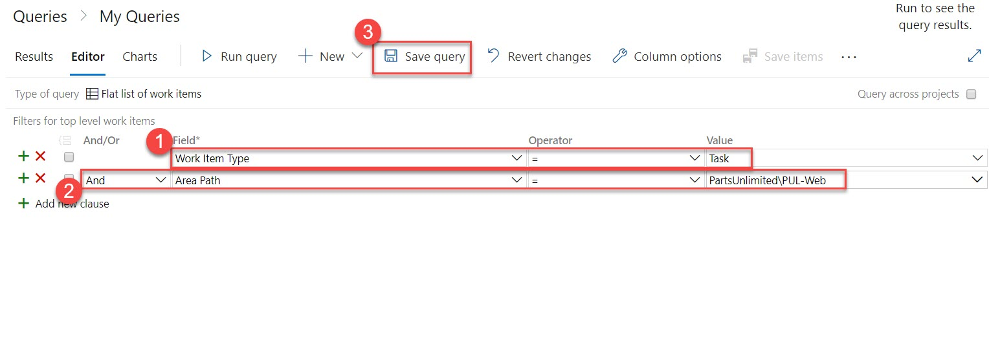 Queries > My Queries
Run to see the
query results.
Results Editor Charts Run query New Save query Revert changes Column options Save items ...
3
Type of query Flat list of work items Query across projects
Filters for top level work items
And/Or Field* Operator Value
1
Work Item Type = Task
And Area Path = PartsUnlimited\PUL-Web
2
Add new clause